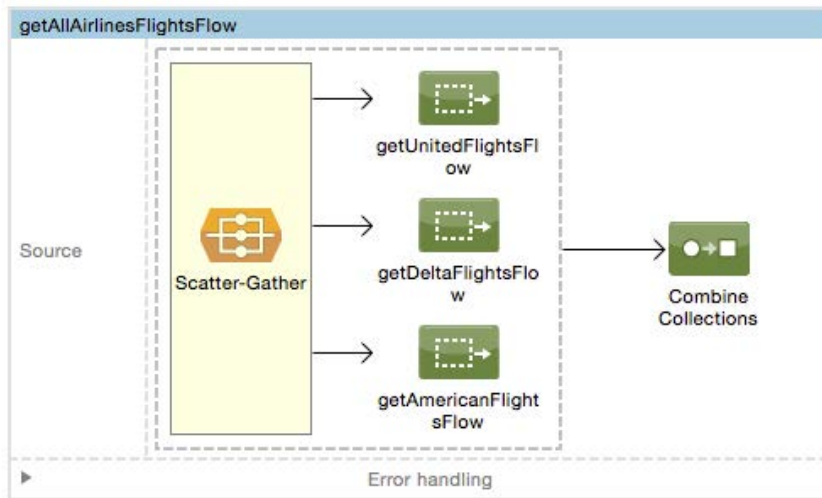 getAllAirlinesFlightsFlow
getUnitedFlightsFl
ow
Source
Scatter-Gather
getDeltaFlightsFlo
w
Combine
Collections
getAmericanFlight
sFlow
Error handling